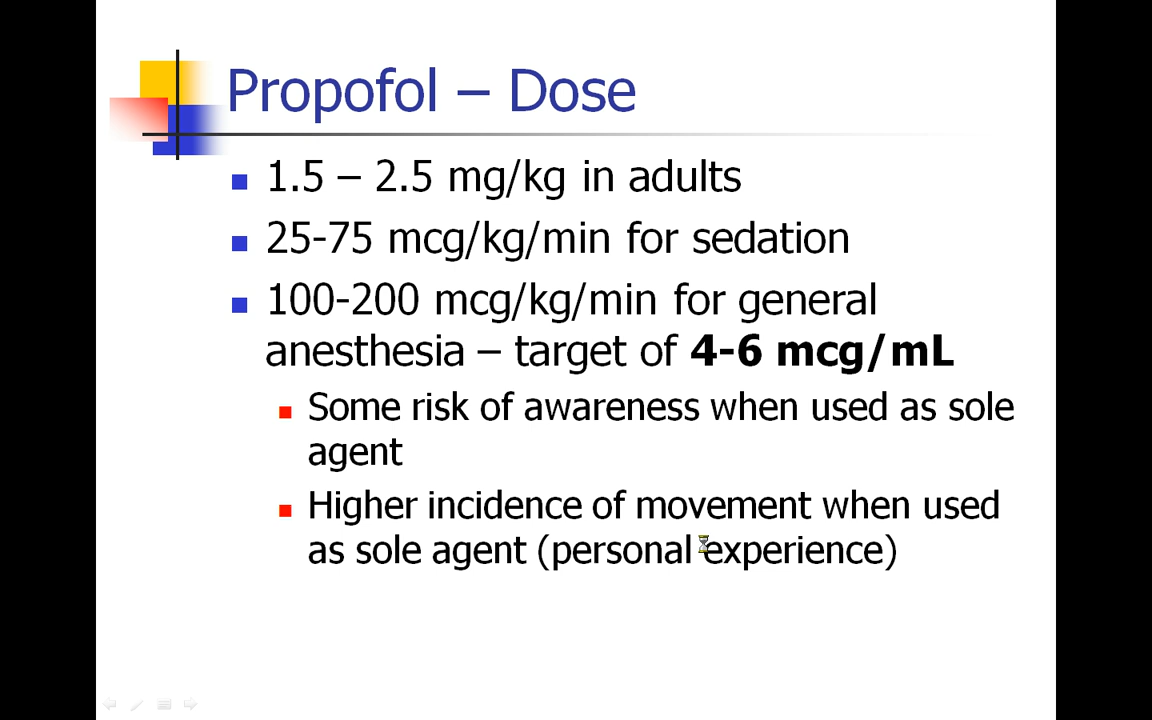 Propofol – Dose
1.5 – 2.5 mg/kg in adults
25-75 mcg/kg/min for sedation
100-200 mcg/kg/min for general
anesthesia – target of 4-6 mcg/mL
Some risk of awareness when used as sole
agent
Higher incidence of movement when used
as sole agent (personal experience)